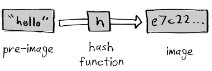 "hello"
h
e7c22...
pre-image
hash
function
image